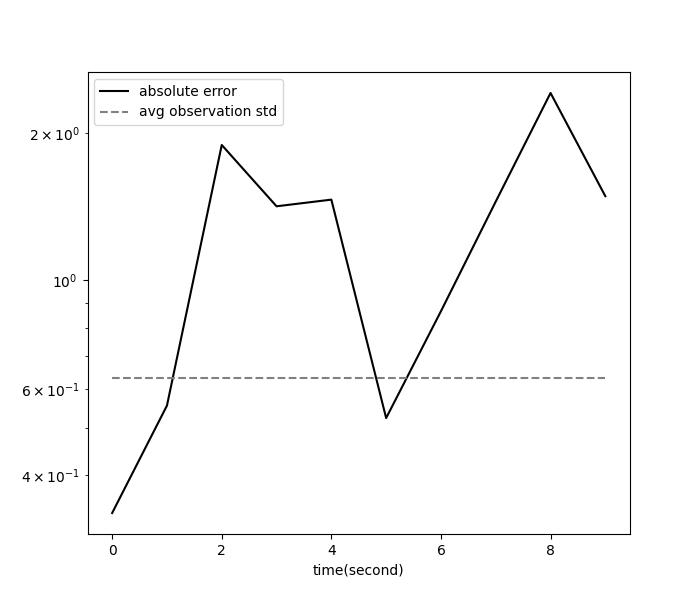 absolute error
avg observation std
2 × 10⁰
10⁰
6 × 10⁻¹
4 × 10⁻¹
0 2 4 6 8
time(second)